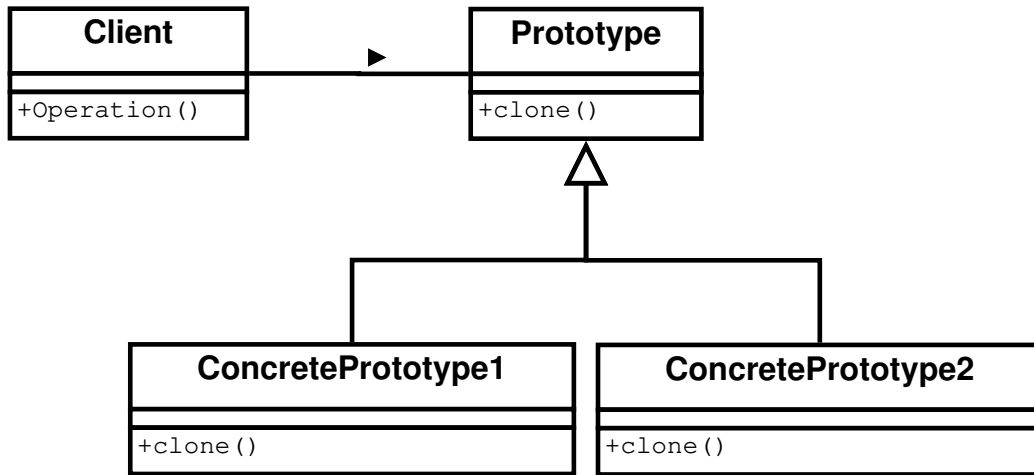 Client
+Operation()
Prototype
+clone()
ConcretePrototype1
+clone()
ConcretePrototype2
+clone()